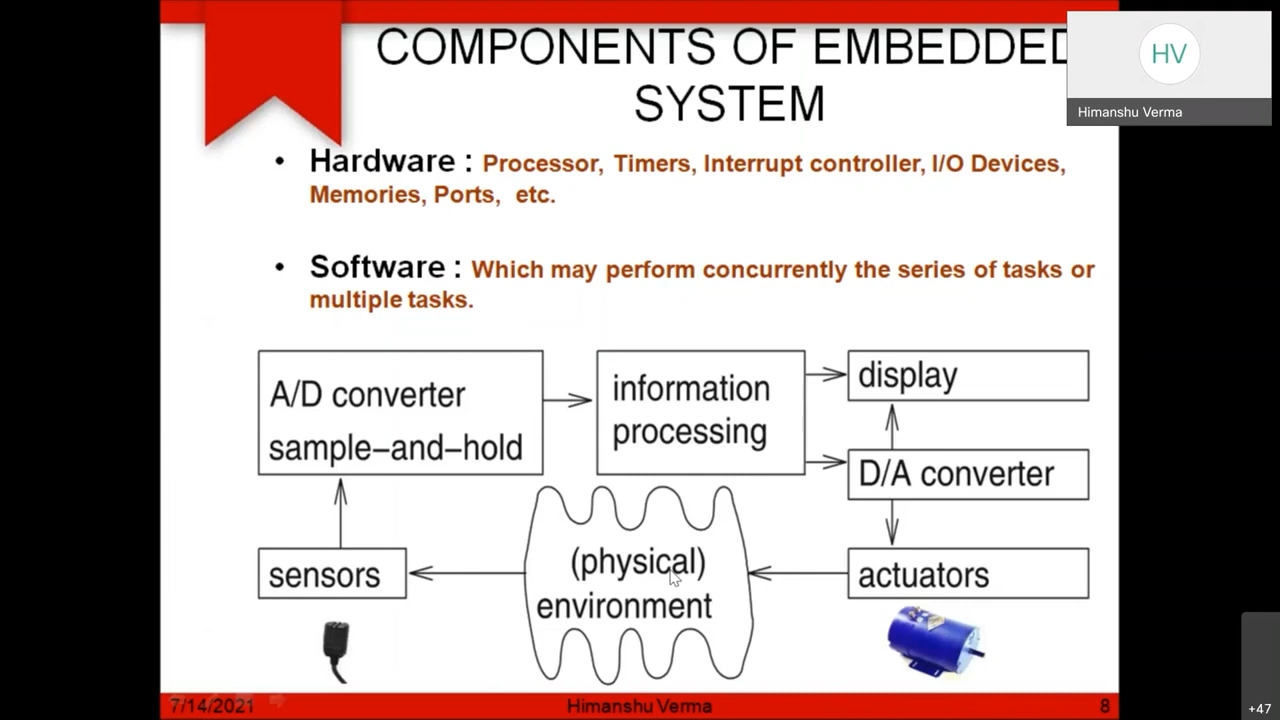 COMPONENTS OF EMBEDDED
SYSTEM
HV
Himanshu Verma
• Hardware : Processor, Timers, Interrupt controller, I/O Devices,
Memories, Ports, etc.
• Software : Which may perform concurrently the series of tasks or
multiple tasks.
A/D converter
sample-and-hold
information
processing
display
D/A converter
sensors
(physical)
environment
actuators
7/14/2021
Himanshu Verma
8
+47